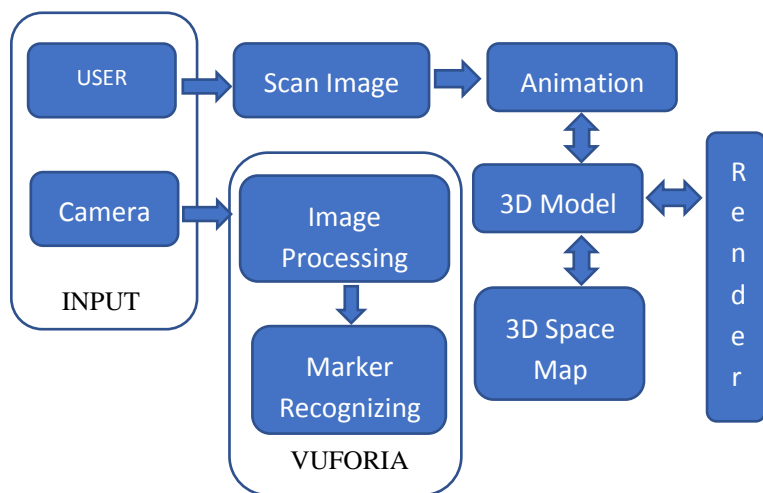 USER
Scan Image
Animation
Camera
INPUT
Image
Processing
Marker
Recognizing
VUFORIA
3D Model
3D Space
Map
R
e
n
d
e
r